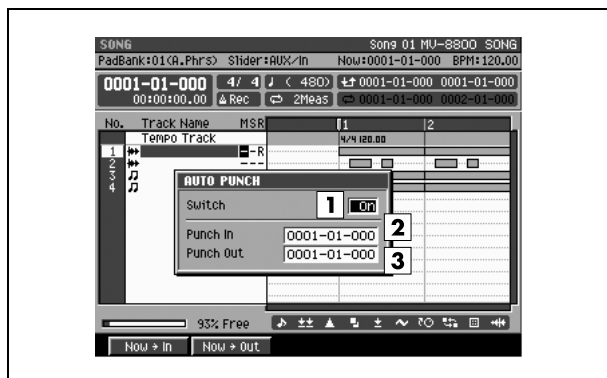 SONG Song 01 MV-8800 SONG
PadBank:01(A.Phrs) Slider:AUX/In Now:0001-01-000 BPM:120.00
0001-01-000 4/ 4 ♩ ( 480) 0001-01-000 0001-01-000
00:00:00.00 Rec 2Meas 0001-01-000 0002-01-000
No. Track Name MSR 1 2
Tempo Track 4/4 120.00
1 --R
2 ---
3
4
AUTO PUNCH
Switch 1 On
Punch In 0001-01-000 2
Punch Out 0001-01-000 3
93% Free
Now → In Now → Out